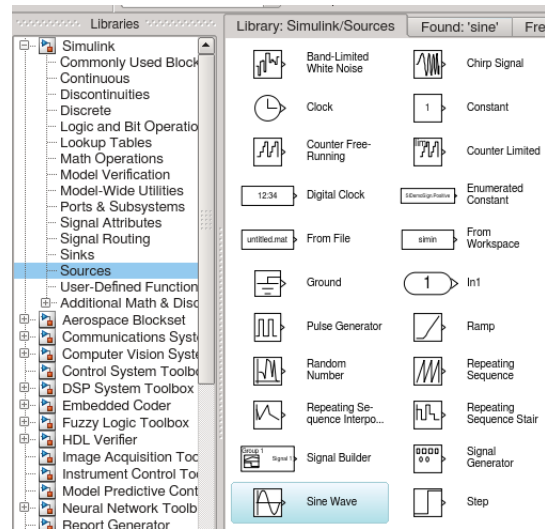 Libraries
Simulink
Commonly Used Block
Continuous
Discontinuities
Discrete
Logic and Bit Operatio
Lookup Tables
Math Operations
Model Verification
Model-Wide Utilities
Ports & Subsystems
Signal Attributes
Signal Routing
Sinks
Sources
User-Defined Function
Additional Math & Disc
Aerospace Blockset
Communications Syst
Computer Vision Syste
Control System Toolbo
DSP System Toolbox
Embedded Coder
Fuzzy Logic Toolbox
HDL Verifier
Image Acquisition Too
Instrument Control Too
Model Predictive Cont
Neural Network Toolb
Report Generator
Library: Simulink/Sources
Found: 'sine'
Fre
Band-Limited
White Noise
Chirp Signal
Clock
1
Constant
Counter Free-
Running
lim
Counter Limited
12:34
Digital Clock
Enumerated
Constant
untitled.mat
From File
simin
From
Workspace
Ground
1
In1
Pulse Generator
Ramp
Random
Number
Repeating
Sequence
Repeating Se-
quence Interpo...
Repeating
Sequence Stair
Group 1
Signal 1
Signal Builder
Signal
Generator
Sine Wave
Step